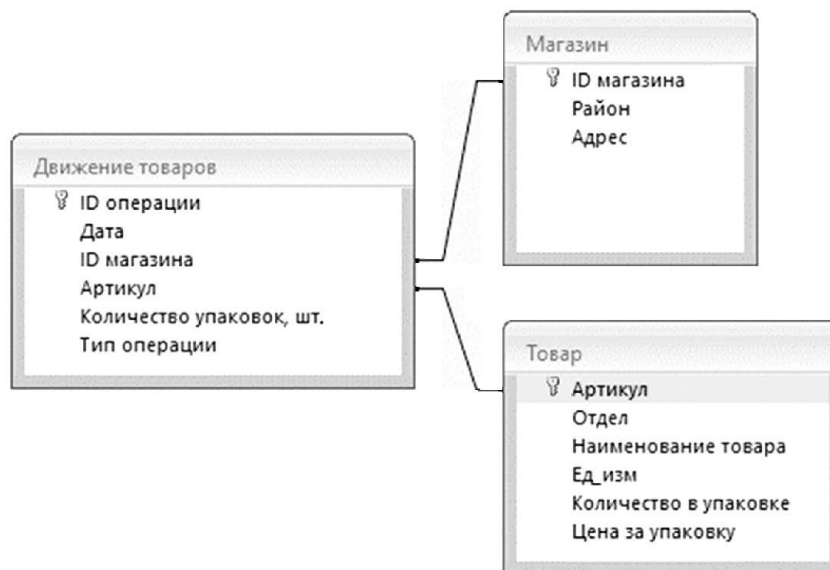 Движение товаров
ID операции
Дата
ID магазина
Артикул
Количество упаковок, шт.
Тип операции
Магазин
ID магазина
Район
Адрес
Товар
Артикул
Отдел
Наименование товара
Ед_изм
Количество в упаковке
Цена за упаковку